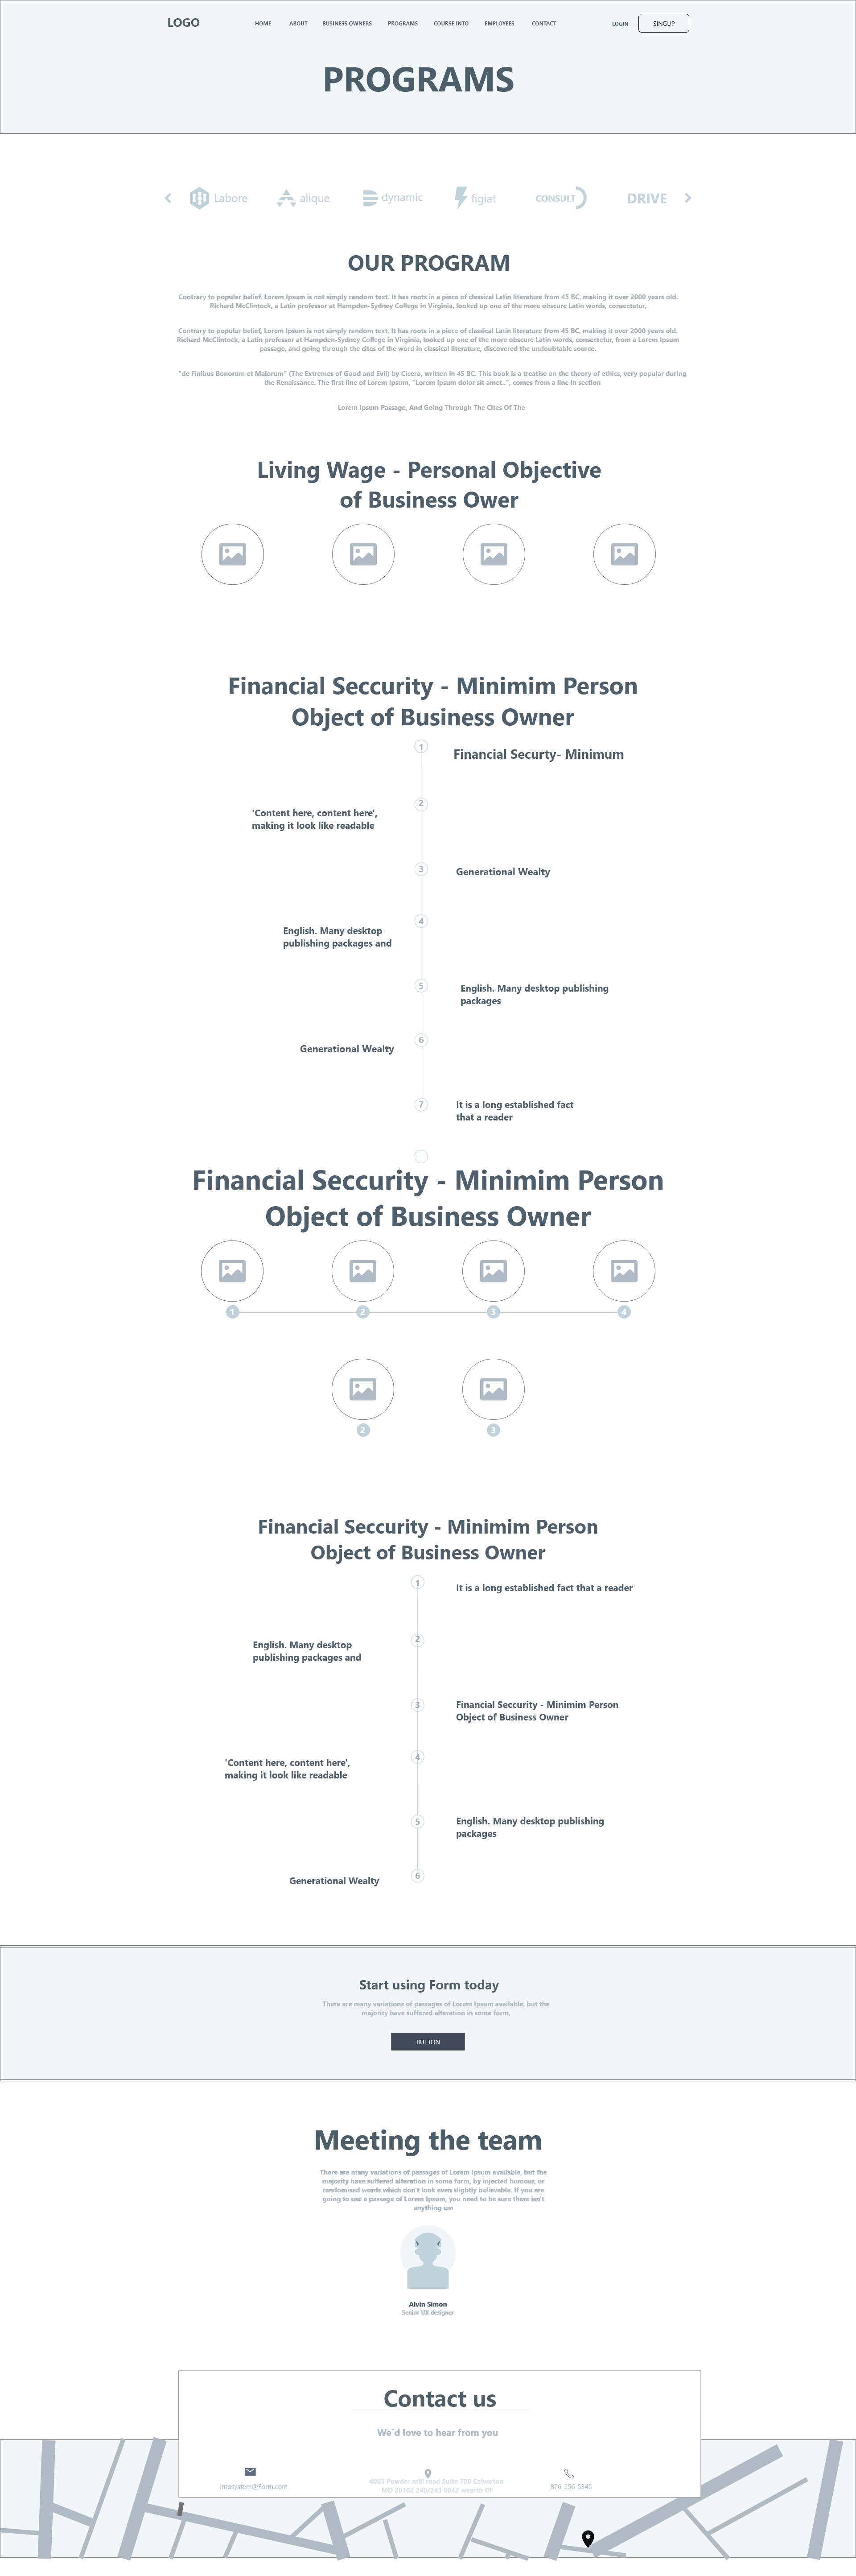 LOGO
HOME ABOUT BUSINESS OWNERS PROGRAMS COURSE INTO EMPLOYEES CONTACT LOGIN SINGUP
PROGRAMS
Labore alique dynamic figiat CONSULT DRIVE
OUR PROGRAM
Contrary to popular belief, Lorem Ipsum is not simply random text. It has roots in a piece of classical Latin literature from 45 BC, making it over 2000 years old.
Richard McClintock, a Latin professor at Hampden-Sydney College in Virginia, looked up one of the more obscure Latin words, consectetur,
Contrary to popular belief, Lorem Ipsum is not simply random text. It has roots in a piece of classical Latin literature from 45 BC, making it over 2000 years old.
Richard McClintock, a Latin professor at Hampden-Sydney College in Virginia, looked up one of the more obscure Latin words, consectetur, from a Lorem Ipsum
passage, and going through the cites of the word in classical literature, discovered the undoubtable source.
"de Finibus Bonorum et Malorum" (The Extremes of Good and Evil) by Cicero, written in 45 BC. This book is a treatise on the theory of ethics, very popular during
the Renaissance. The first line of Lorem Ipsum, "Lorem ipsum dolor sit amet..", comes from a line in section
Lorem Ipsum Passage, And Going Through The Cites Of The
Living Wage - Personal Objective
of Business Ower
Financial Seccurity - Minimim Person
Object of Business Owner
1
Financial Securty- Minimum
2
'Content here, content here',
making it look like readable
3
Generational Wealty
4
English. Many desktop
publishing packages and
5
English. Many desktop publishing
packages
6
Generational Wealty
7
It is a long established fact
that a reader
Financial Seccurity - Minimim Person
Object of Business Owner
1 2 3 4
2 3
Financial Seccurity - Minimim Person
Object of Business Owner
1
It is a long established fact that a reader
2
English. Many desktop
publishing packages and
3
Financial Seccurity - Minimim Person
Object of Business Owner
4
'Content here, content here',
making it look like readable
5
English. Many desktop publishing
packages
6
Generational Wealty
Start using Form today
There are many variations of passages of Lorem Ipsum available, but the
majority have suffered alteration in some form,
BUTTON
Meeting the team
There are many variations of passages of Lorem Ipsum available, but the
majority have suffered alteration in some form, by injected humour, or
randomised words which don't look even slightly believable. If you are
going to use a passage of Lorem Ipsum, you need to be sure there isn't
anything em
Alvin Simon
Senior UX designer
Contact us
We'd love to hear from you
intosystem@Form.com
4065 Powder mill road Suite 700 Calverton
MD 20102 240/241 0842 wearth OF
876-556-5345